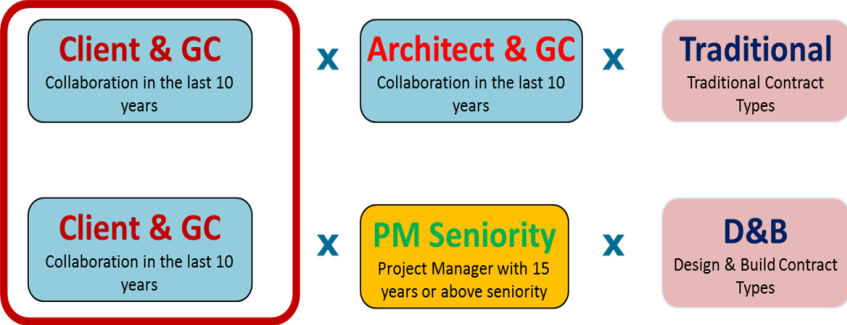 Client & GC
Collaboration in the last 10
years
x
Architect & GC
Collaboration in the last 10
years
x
Traditional
Traditional Contract
Types
Client & GC
Collaboration in the last 10
years
x
PM Seniority
Project Manager with 15
years or above seniority
x
D&B
Design & Build Contract
Types